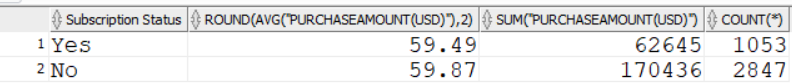 Subscription Status ROUND(AVG("PURCHASEAMOUNT(USD)"),2) SUM("PURCHASEAMOUNT(USD)") COUNT(*)
1 Yes 59.49 62645 1053
2 No 59.87 170436 2847